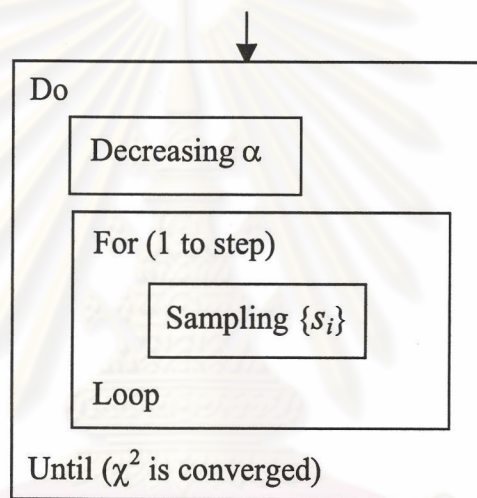 Do
Decreasing α
For (1 to step)
Sampling {sᵢ}
Loop
Until (χ² is converged)